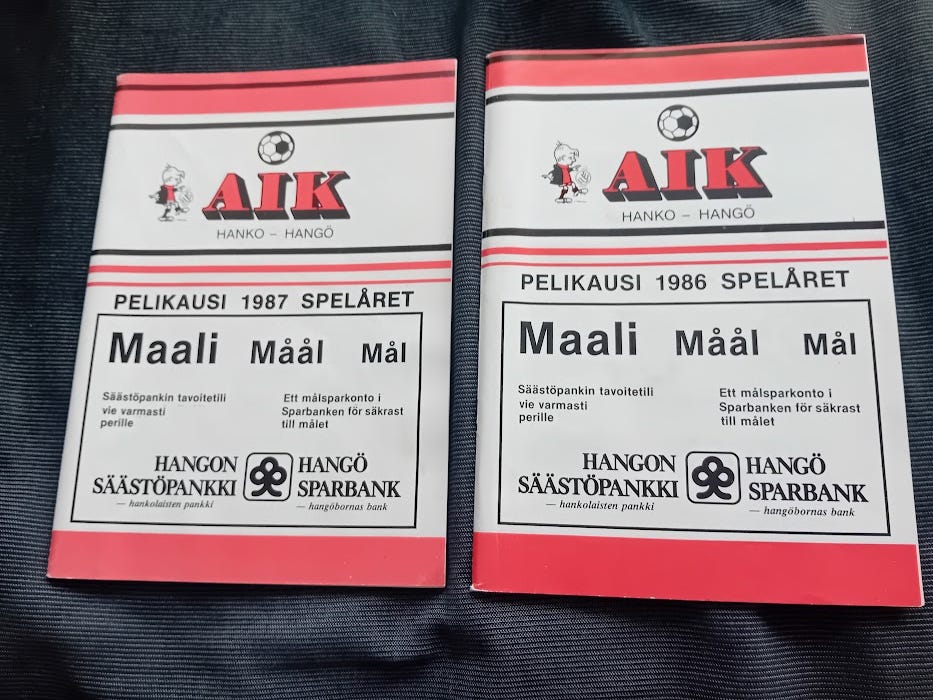 AIK
HANKO – HANGÖ
PELIKAUSI 1987 SPELÅRET
Maali Måål Mål
Säästöpankin tavoitetili
vie varmasti
perille
Ett målsparkonto i
Sparbanken för säkrast
till målet
HANGON
SÄÄSTÖPANKKI
— hankolaisten pankki
HANGÖ
SPARBANK
— hangöbornas bank
AIK
HANKO – HANGÖ
PELIKAUSI 1986 SPELÅRET
Maali Måål Mål
Säästöpankin tavoitetili
vie varmasti
perille
Ett målsparkonto i
Sparbanken för säkrast
till målet
HANGON
SÄÄSTÖPANKKI
— hankolaisten pankki
HANGÖ
SPARBANK
— hangöbornas bank